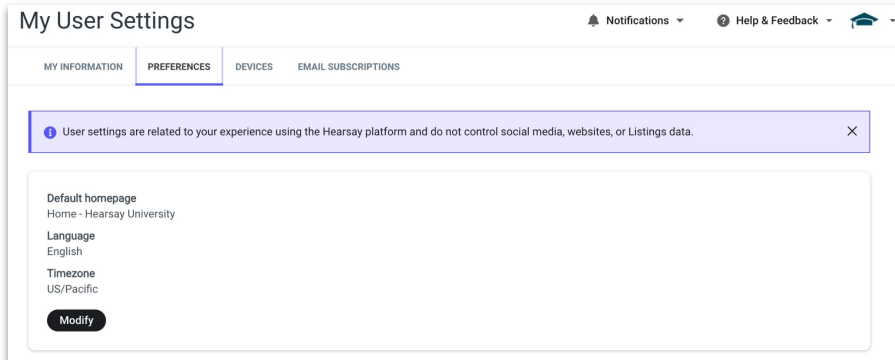 My User Settings
Notifications
Help & Feedback
MY INFORMATION PREFERENCES DEVICES EMAIL SUBSCRIPTIONS
User settings are related to your experience using the Hearsay platform and do not control social media, websites, or Listings data.
Default homepage
Home - Hearsay University
Language
English
Timezone
US/Pacific
Modify